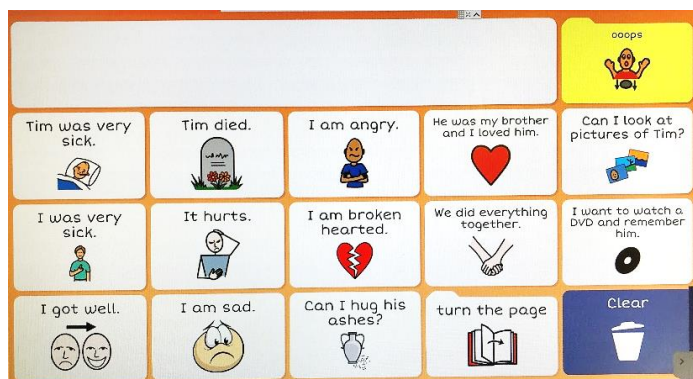 ooops
Tim was very
sick.
Tim died.
I am angry.
He was my brother
and I loved him.
Can I look at
pictures of Tim?
I was very
sick.
It hurts.
I am broken
hearted.
We did everything
together.
I want to watch a
DVD and remember
him.
I got well.
I am sad.
Can I hug his
ashes?
turn the page
Clear